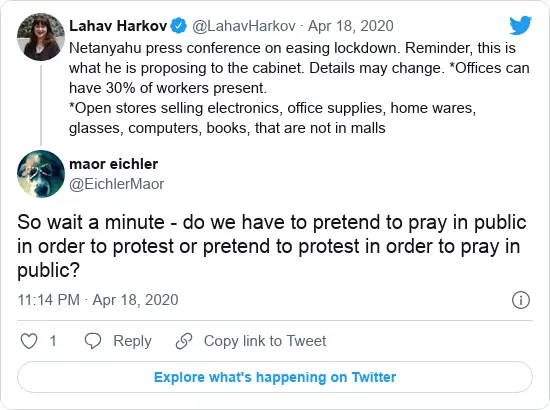 Lahav Harkov @LahavHarkov · Apr 18, 2020
Netanyahu press conference on easing lockdown. Reminder, this is
what he is proposing to the cabinet. Details may change. *Offices can
have 30% of workers present.
*Open stores selling electronics, office supplies, home wares,
glasses, computers, books, that are not in malls
maor eichler
@EichlerMaor
So wait a minute - do we have to pretend to pray in public
in order to protest or pretend to protest in order to pray in
public?
11:14 PM · Apr 18, 2020
1 Reply Copy link to Tweet
Explore what's happening on Twitter